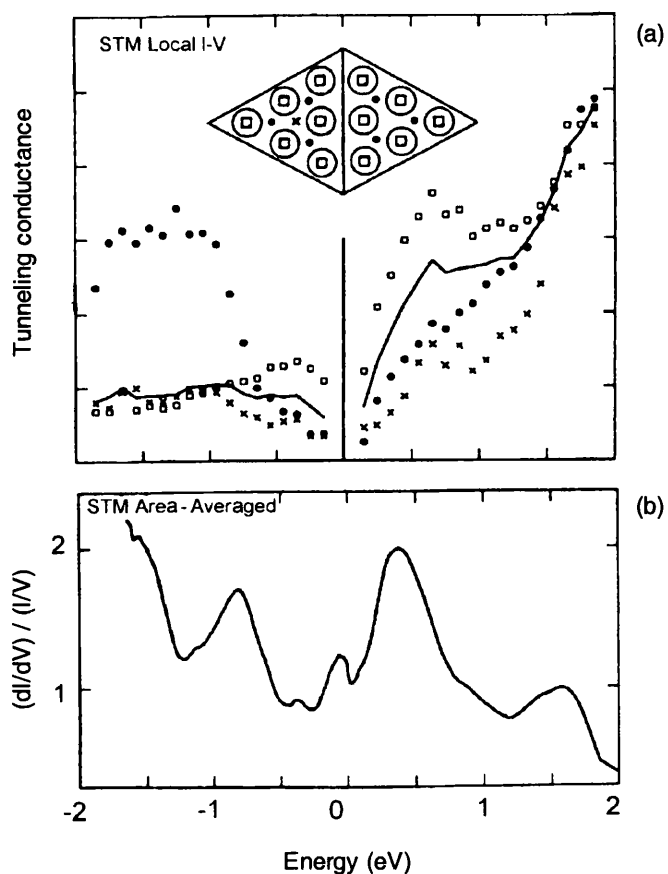 STM Local I-V
(a)
Tunneling conductance
STM Area-Averaged
(b)
(dI/dV) / (I/V)
2
1
-2
-1
0
1
2
Energy (eV)